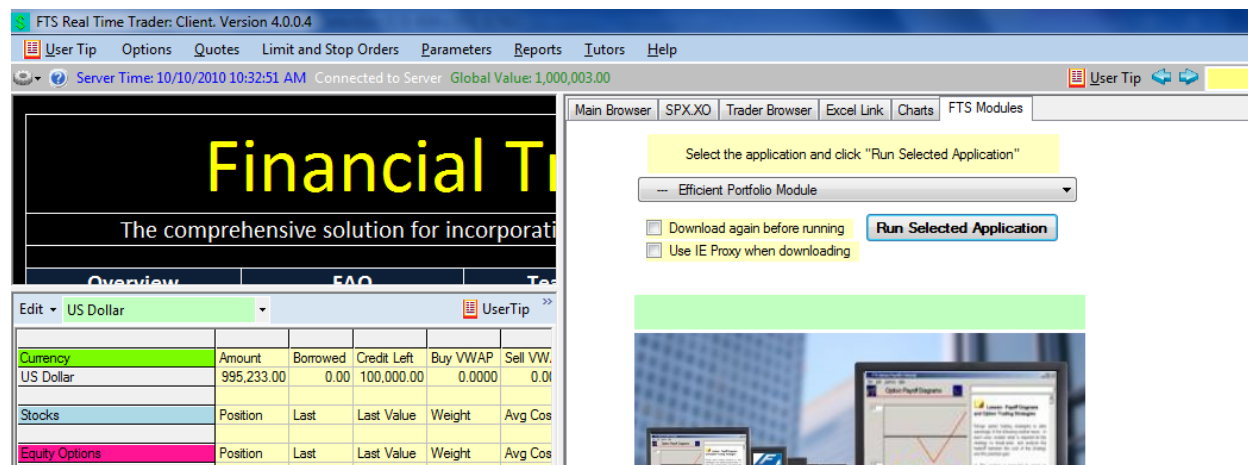 FTS Real Time Trader: Client. Version 4.0.0.4
User Tip Options Quotes Limit and Stop Orders Parameters Reports Tutors Help
Server Time: 10/10/2010 10:32:51 AM Connected to Server Global Value: 1,000,003.00 User Tip
Main Browser SPX.XO Trader Browser Excel Link Charts FTS Modules
Financial
The comprehensive solution for
Overview FAQ
Select the application and click "Run Selected Application"
--- Efficient Portfolio Module
Download again before running Run Selected Application
Use IE Proxy when downloading
Edit US Dollar UserTip
Currency Amount Borrowed Credit Left Buy VWAP Sell
US Dollar 995,233.00 0.00 100,000.00 0.0000
Stocks Position Last Last Value Weight Avg
Equity Options Position Last Last Value Weight Avg